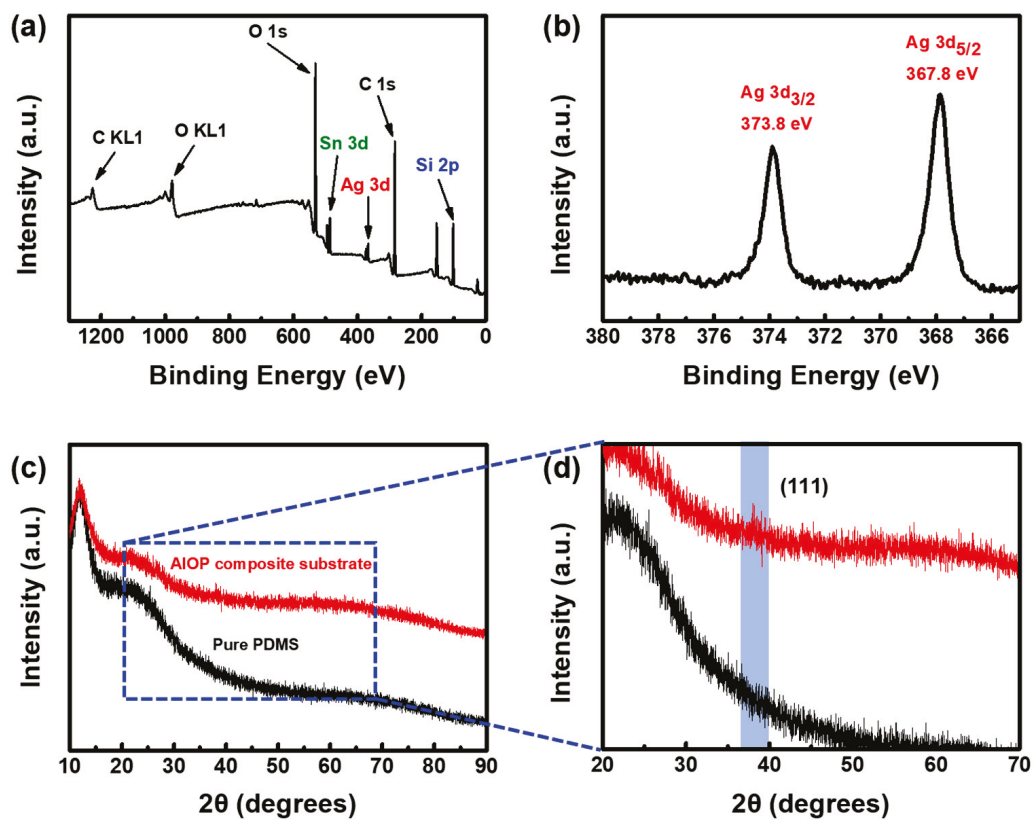 (a)
O 1s
C 1s
C KL1
O KL1
Sn 3d
Ag 3d
Si 2p
Intensity (a.u.)
1200 1000 800 600 400 200 0
Binding Energy (eV)
(b)
Ag 3d5/2
367.8 eV
Ag 3d3/2
373.8 eV
Intensity (a.u.)
380 378 376 374 372 370 368 366
Binding Energy (eV)
(c)
AIOP composite substrate
Pure PDMS
Intensity (a.u.)
10 20 30 40 50 60 70 80 90
2θ (degrees)
(d)
(111)
Intensity (a.u.)
20 30 40 50 60 70
2θ (degrees)